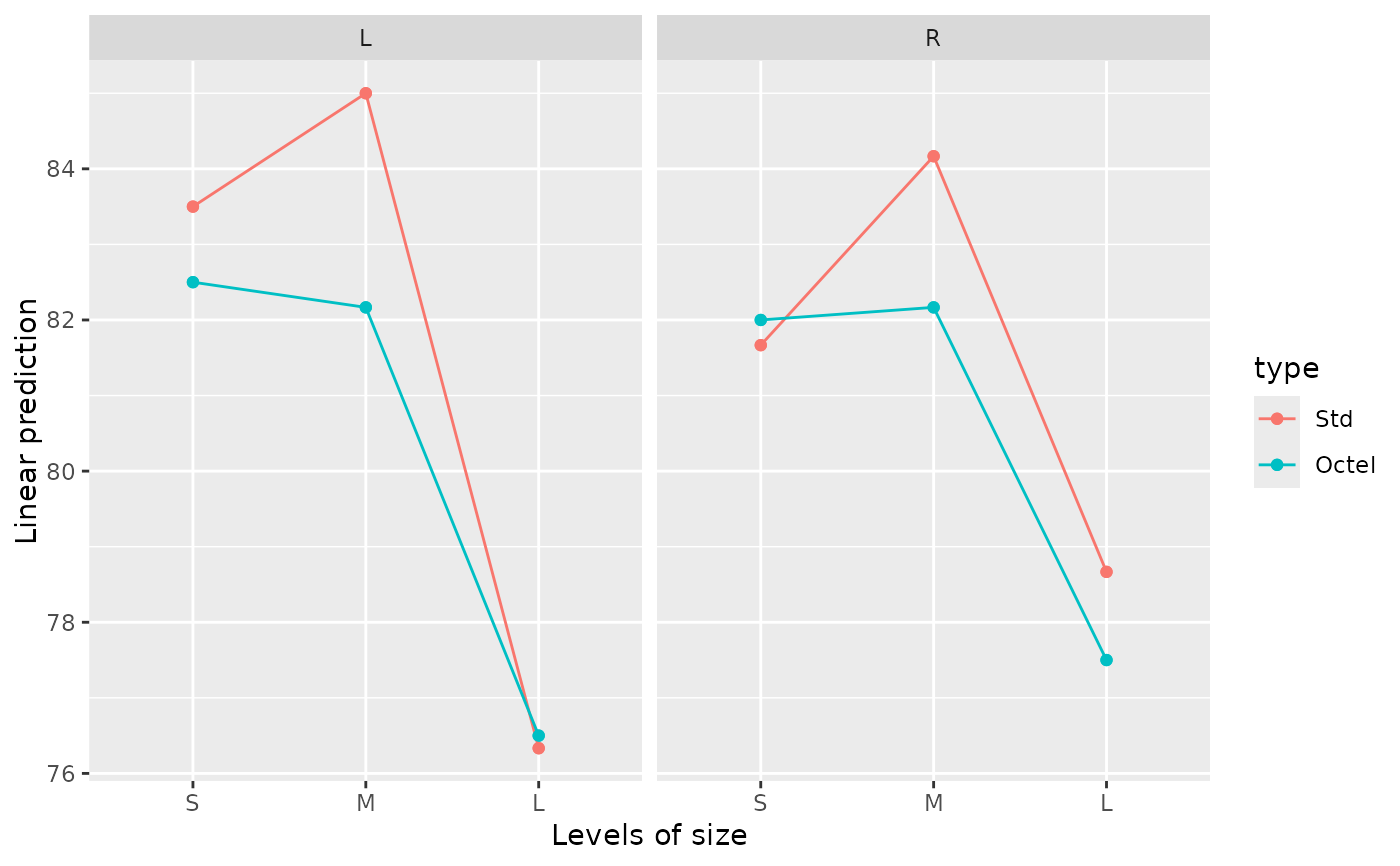 L
R
Linear prediction
84
82
80
78
76
S
M
L
S
M
L
Levels of size
type
Std
Octel